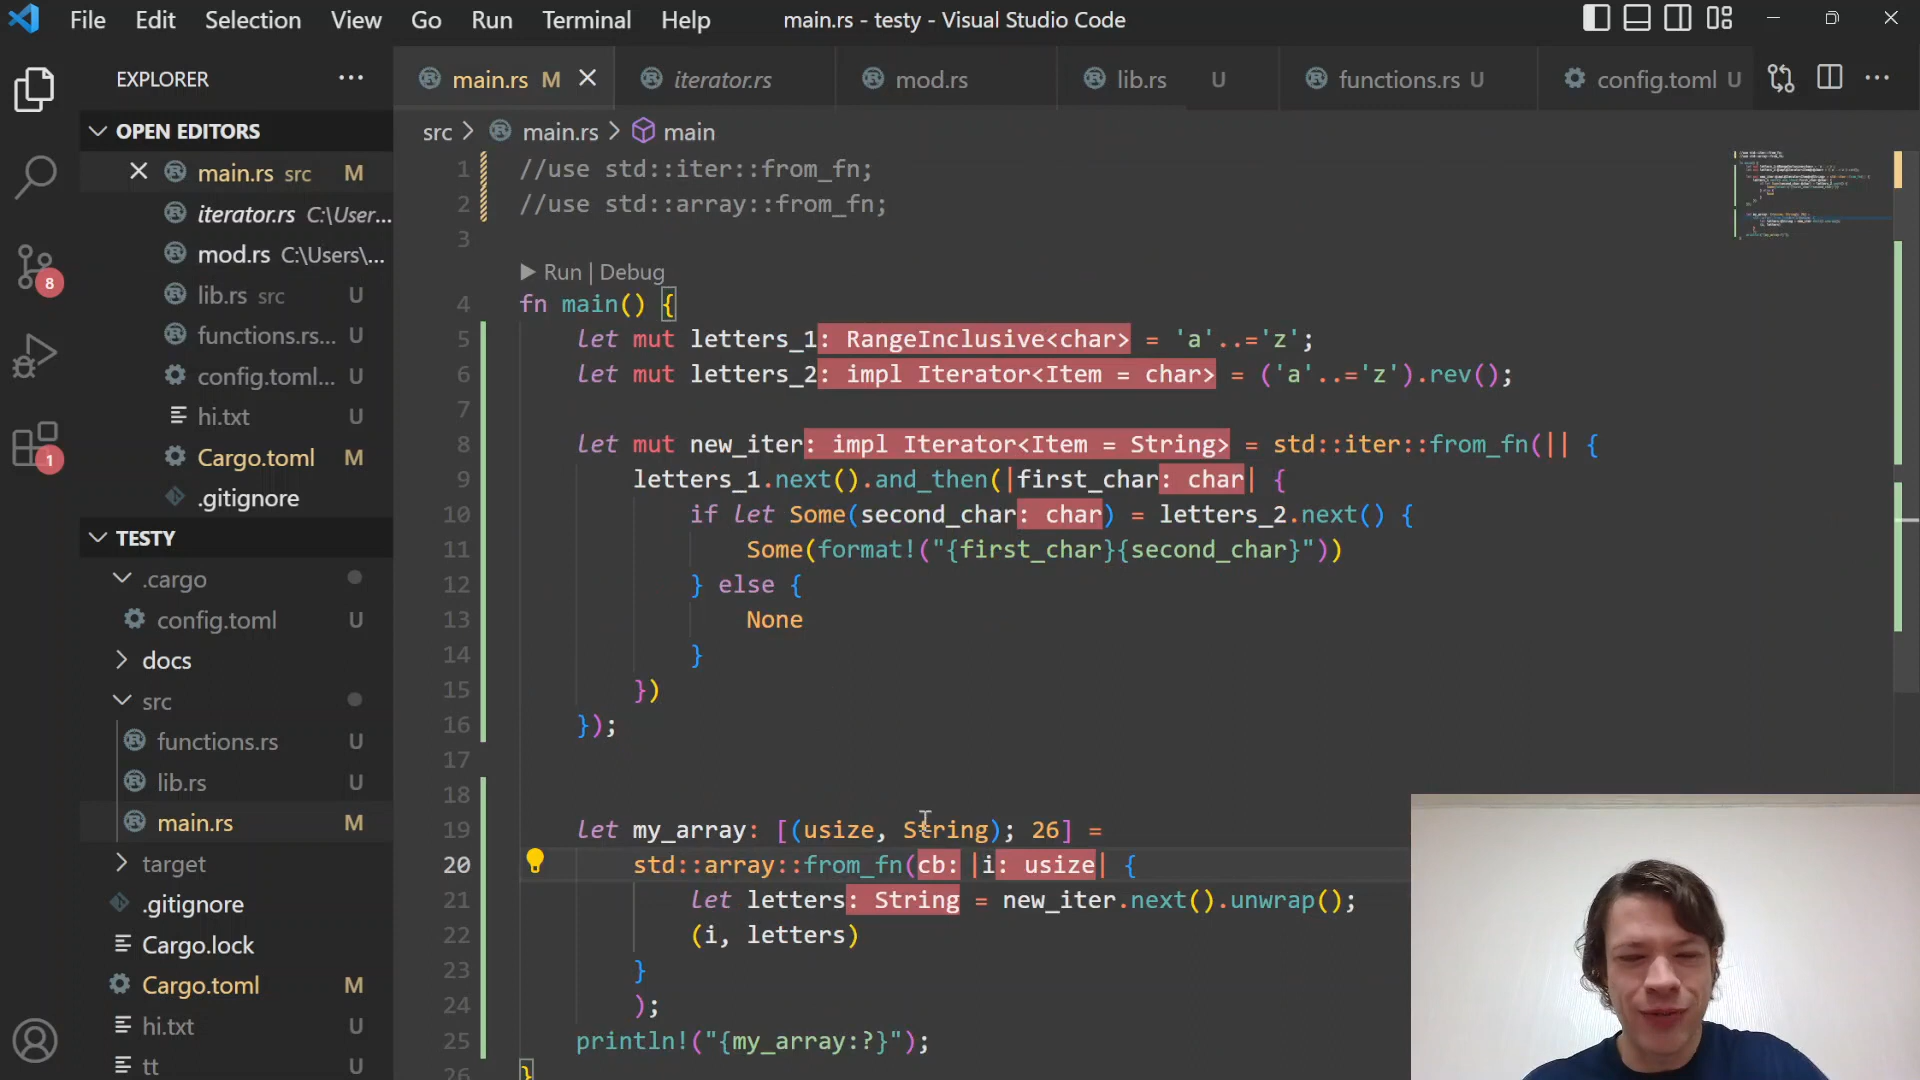 File Edit Selection View Go Run Terminal Help main.rs - testy - Visual Studio Code
EXPLORER
main.rs M iterator.rs mod.rs lib.rs U functions.rs U config.toml U
OPEN EDITORS
main.rs src M
iterator.rs C:\User...
mod.rs C:\Users\...
lib.rs src U
functions.rs... U
config.toml... U
hi.txt U
Cargo.toml M
.gitignore
TESTY
.cargo
config.toml U
docs
src
functions.rs U
lib.rs U
main.rs M
target
.gitignore
Cargo.lock
Cargo.toml M
hi.txt U
tt U
8
1
src > main.rs > main
1 //use std::iter::from_fn;
2 //use std::array::from_fn;
3
Run | Debug
4 fn main() {
5 let mut letters_1: RangeInclusive<char> = 'a'..='z';
6 let mut letters_2: impl Iterator<Item = char> = ('a'..='z').rev();
7
8 let mut new_iter: impl Iterator<Item = String> = std::iter::from_fn(|| {
9 letters_1.next().and_then(|first_char: char| {
10 if let Some(second_char: char) = letters_2.next() {
11 Some(format!("{first_char}{second_char}"))
12 } else {
13 None
14 }
15 })
16 });
17
18
19 let my_array: [(usize, String); 26] =
20 std::array::from_fn(cb: |i: usize| {
21 let letters: String = new_iter.next().unwrap();
22 (i, letters)
23 }
24 );
25 println!("{my_array:?}");
26 }